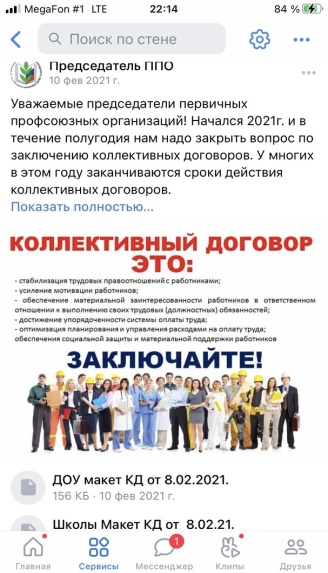 MegaFon #1 LTE 22:14 84 %
Поиск по стене
Председатель ППО
10 фев 2021 г.
Уважаемые председатели первичных
профсоюзных организаций! Начался 2021г. и в
течение полугодия нам надо закрыть вопрос по
заключению коллективных договоров. У многих
в этом году заканчиваются сроки действия
коллективных договоров.
Показать полностью...
КОЛЛЕКТИВНЫЙ ДОГОВОР
ЭТО:
- стабилизация трудовых правоотношений с работниками;
- усиление мотивации работников;
- обеспечение материальной заинтересованности работников в ответственном
отношении к выполнению своих трудовых (должностных) обязанностей;
- достижение упорядоченности системы оплаты труда;
- оптимизация планирования и управления расходами на оплату труда;
обеспечения социальной защиты и материальной поддержки работников
ЗАКЛЮЧАЙТЕ!
ДОУ макет КД от 8.02.2021.
156 КБ · 10 фев 2021 г.
Школы Макет КД от 8.02.21.
1
Главная Сервисы Мессенджер Клипы Друзья